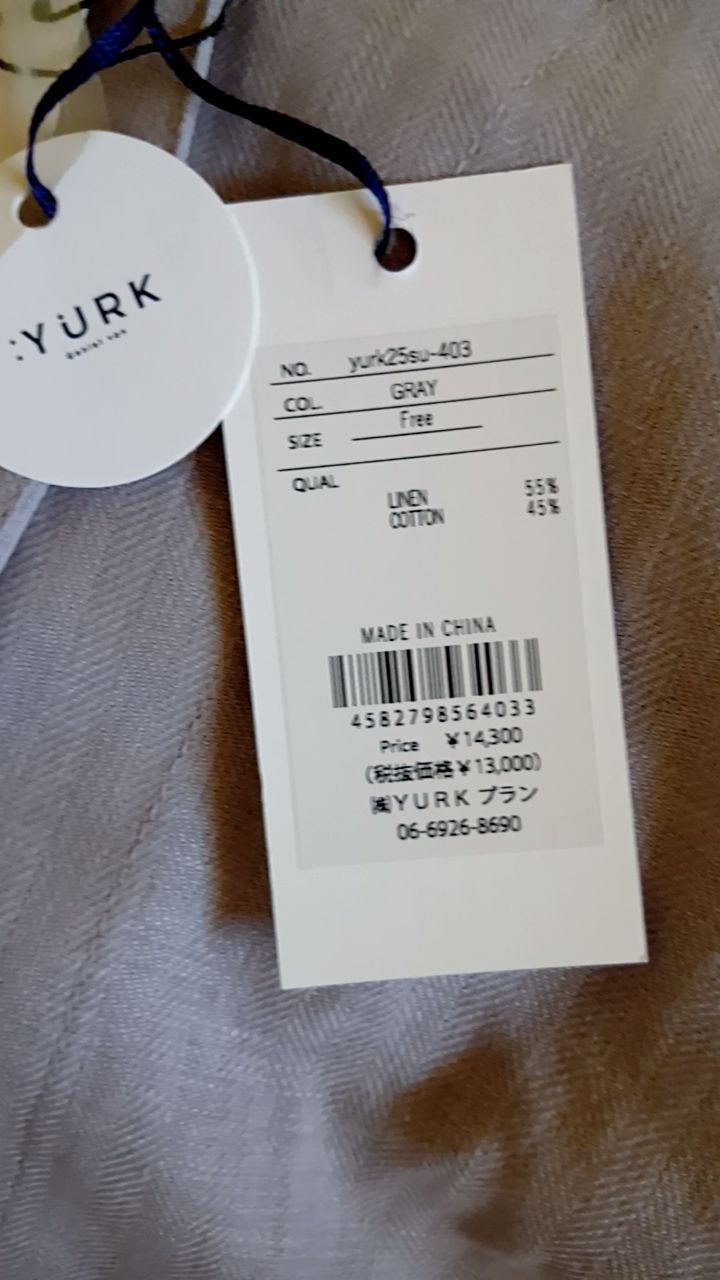 :YURK
NO. yurk25su-403
COL. GRAY
SIZE Free
QUAL
LINEN 55%
COTTON 45%
MADE IN CHINA
4582798564033
Price ¥14,300
(税抜価格¥13,000)
㈱YURK プラン
06-6926-8690